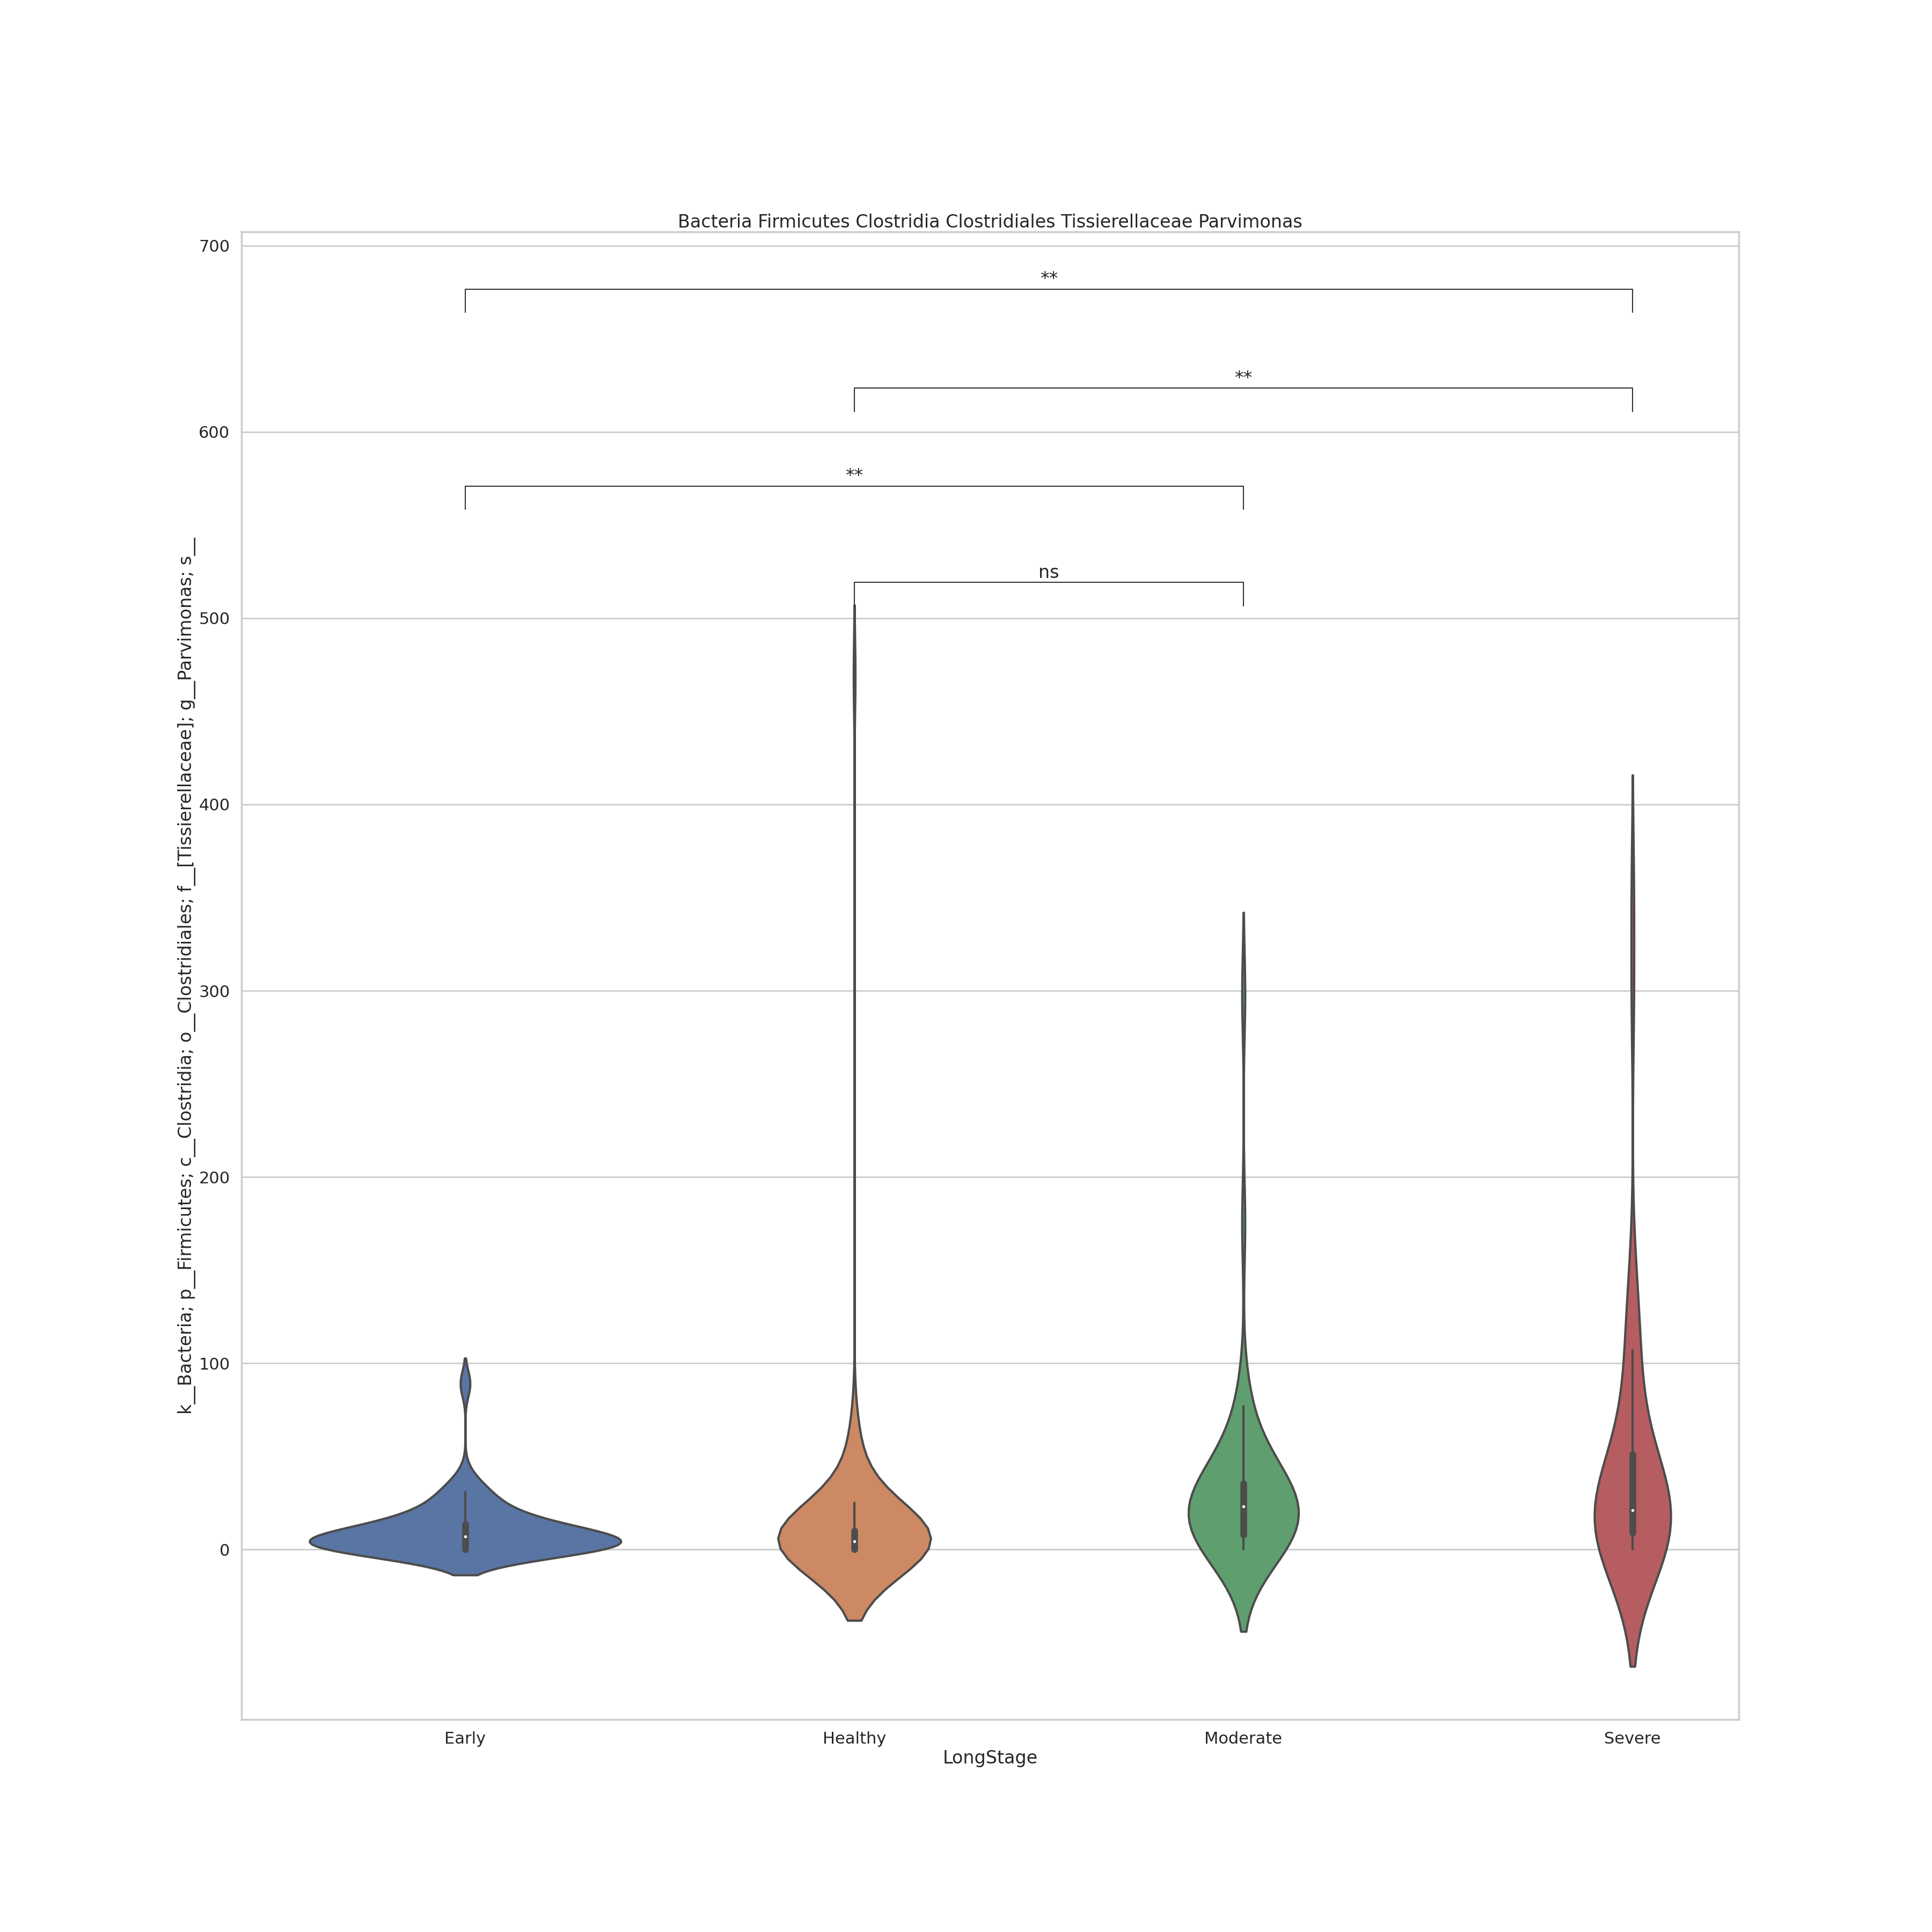 Bacteria Firmicutes Clostridia Clostridiales Tissierellaceae Parvimonas
k__Bacteria; p__Firmicutes; c__Clostridia; o__Clostridiales; f__[Tissierellaceae]; g__Parvimonas; s__
700
600
500
400
300
200
100
0
**
**
**
ns
Early
Healthy
Moderate
Severe
LongStage